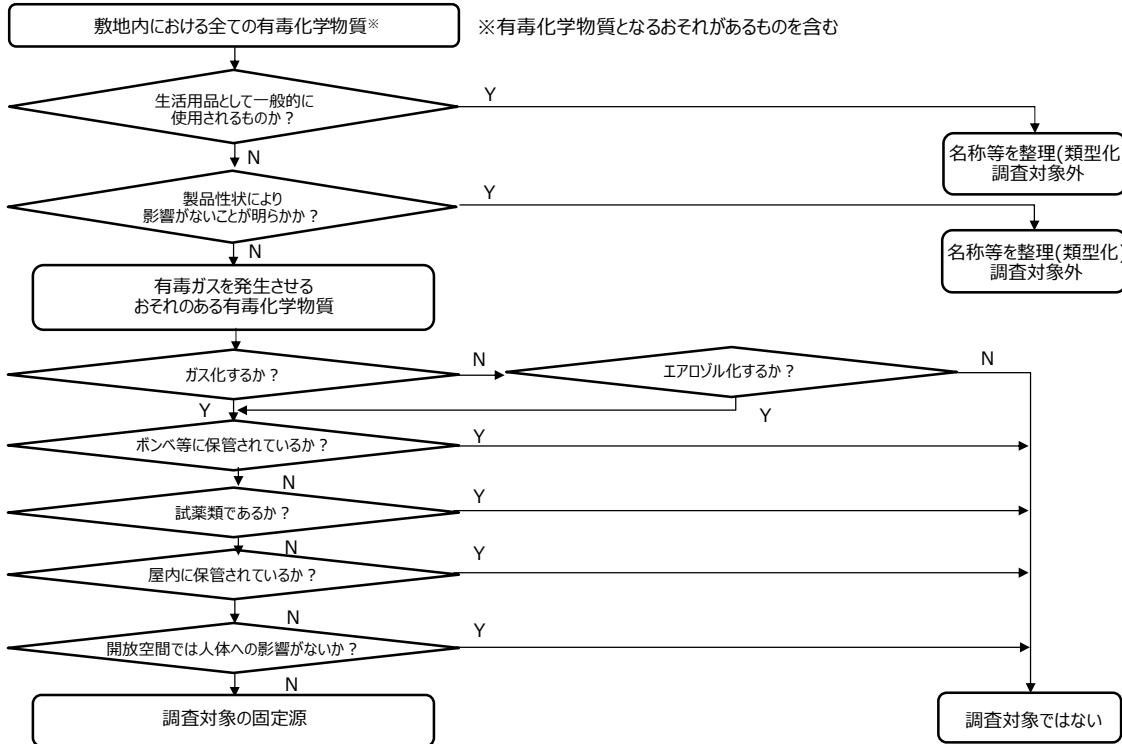 敷地内における全ての有毒化学物質※
※有毒化学物質となるおそれがあるものを含む
生活用品として一般的に
使用されるものか？
Y
N
名称等を整理(類型化
調査対象外
製品性状により
影響がないことが明らかか？
Y
N
名称等を整理(類型化)
調査対象外
有毒ガスを発生させる
おそれのある有毒化学物質
ガス化するか？
N
エアロゾル化するか？
N
Y
Y
ボンベ等に保管されているか？
Y
N
試薬類であるか？
Y
N
屋内に保管されているか？
Y
N
開放空間では人体への影響がないか？
Y
N
調査対象の固定源
調査対象ではない